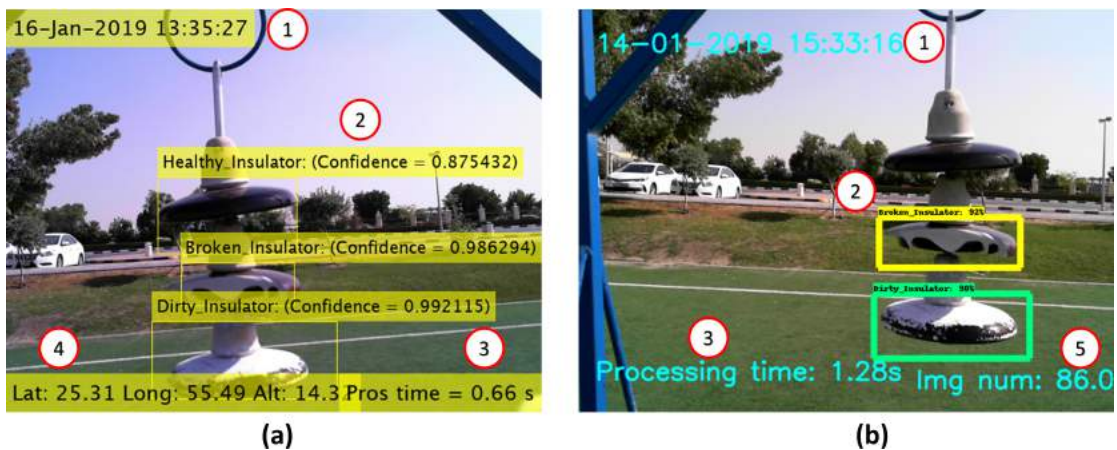 16-Jan-2019 13:35:27
1
2
Healthy_Insulator: (Confidence = 0.875432)
Broken_Insulator: (Confidence = 0.986294)
Dirty_Insulator: (Confidence = 0.992115)
4
3
Lat: 25.31 Long: 55.49 Alt: 14.3 Pros time = 0.66 s
(a)
14-01-2019 15:33:16
1
2
Broken_Insulator: 92%
Dirty_Insulator: 98%
3
5
Processing time: 1.28s
Img num: 86.0
(b)